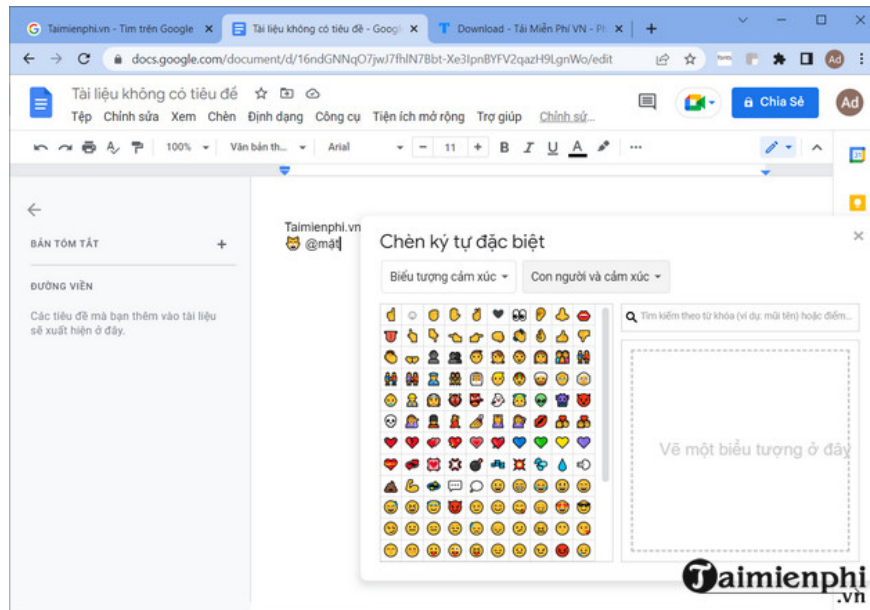 Taimienphi.vn - Tìm trên Google
Tài liệu không có tiêu đề - Googl
Download - Tải Miễn Phí VN - Ph
docs.google.com/document/d/16ndGNNqO7jwJ7fhlN7Bbt-Xe3IpnBYFV2qazH9LgnWo/edit
Ad
Tài liệu không có tiêu đề
Chia Sẻ
Ad
Tệp Chỉnh sửa Xem Chèn Định dạng Công cụ Tiện ích mở rộng Trợ giúp Chỉnh sử...
100% Văn bản th... Arial - 11 + B I U A
31
BẢN TÓM TẮT +
ĐƯỜNG VIỀN
Các tiêu đề mà bạn thêm vào tài liệu
sẽ xuất hiện ở đây.
Taimienphi.vn
@mặt
Chèn ký tự đặc biệt
Biểu tượng cảm xúc
Con người và cảm xúc
Tìm kiếm theo từ khóa (ví dụ: mũi tên) hoặc điểm...
Vẽ một biểu tượng ở đây
Taimienphi
.vn